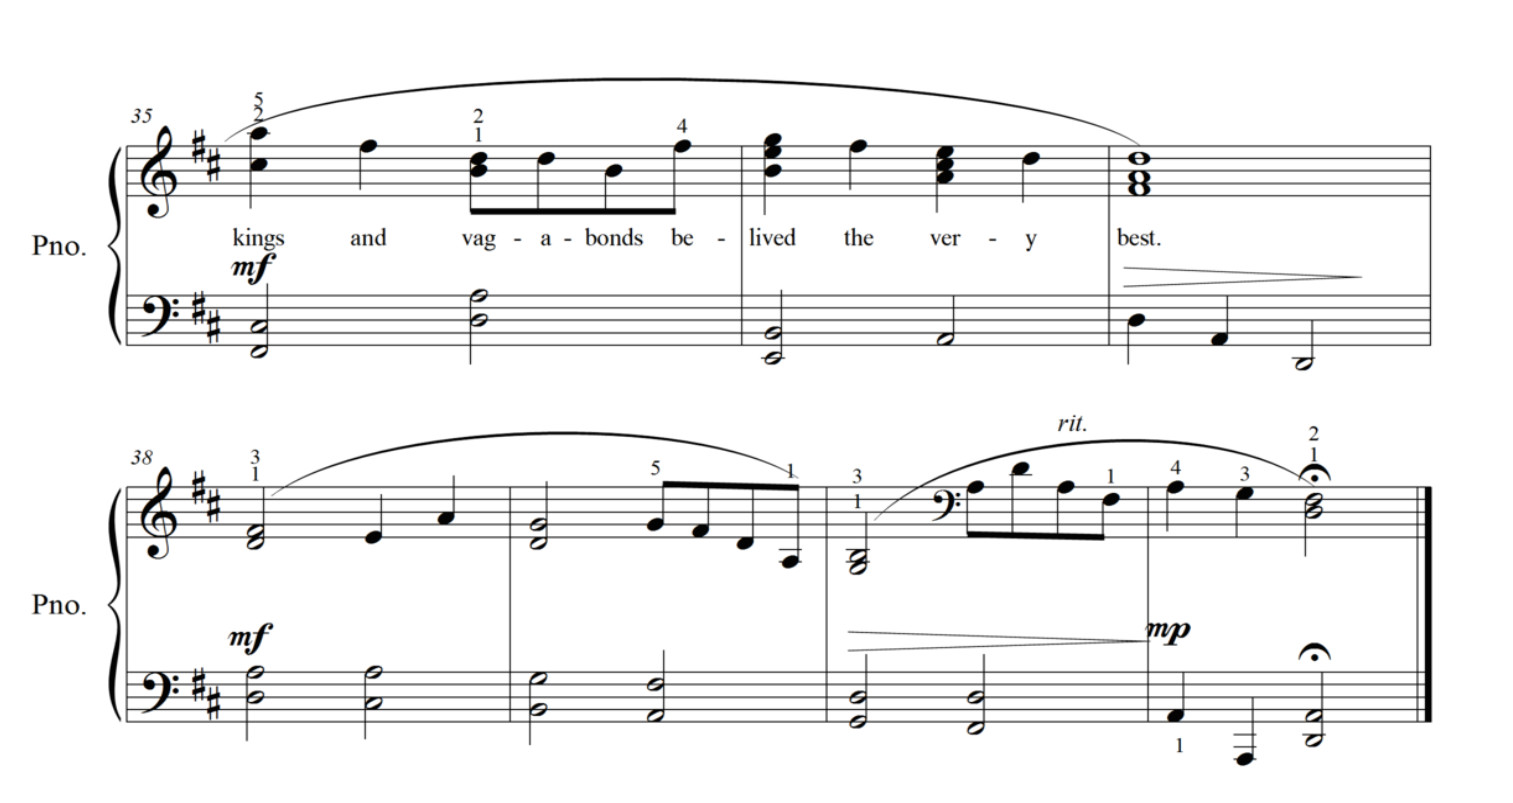 5
35 2 2 1 4
kings and vag - a - bonds be - lived the ver - y best.
Pno.
mf
rit.
38 3 1 5 1 3 1 1 4 3 2 1
Pno.
mf mp
1